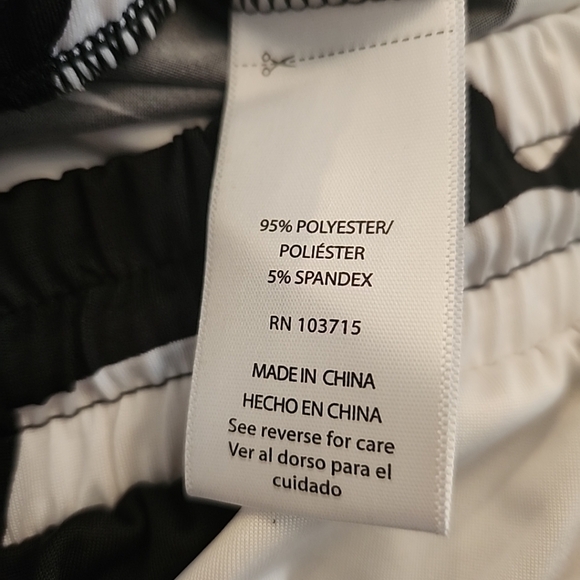 95% POLYESTER/
POLIÉSTER
5% SPANDEX
RN 103715
MADE IN CHINA
HECHO EN CHINA
See reverse for care
Ver al dorso para el
cuidado